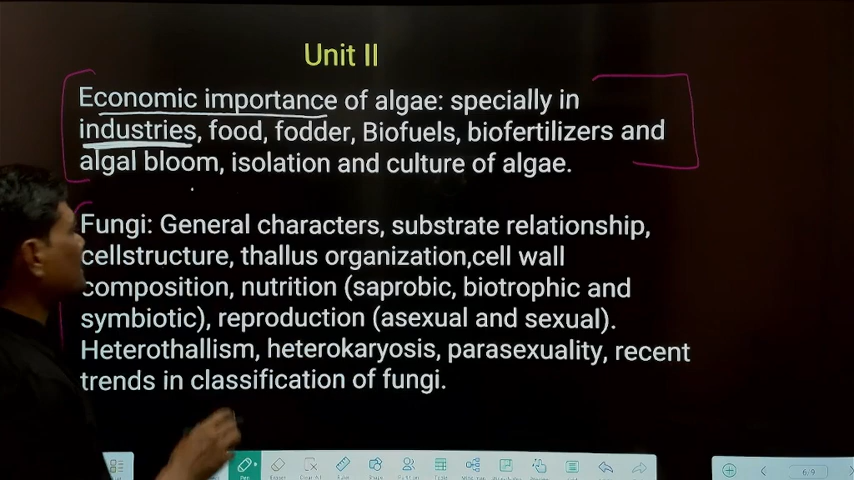 Unit II
Economic importance of algae: specially in
industries, food, fodder, Biofuels, biofertilizers and
algal bloom, isolation and culture of algae.
Fungi: General characters, substrate relationship,
cellstructure, thallus organization,cell wall
composition, nutrition (saprobic, biotrophic and
symbiotic), reproduction (asexual and sexual).
Heterothallism, heterokaryosis, parasexuality, recent
trends in classification of fungi.
6/9